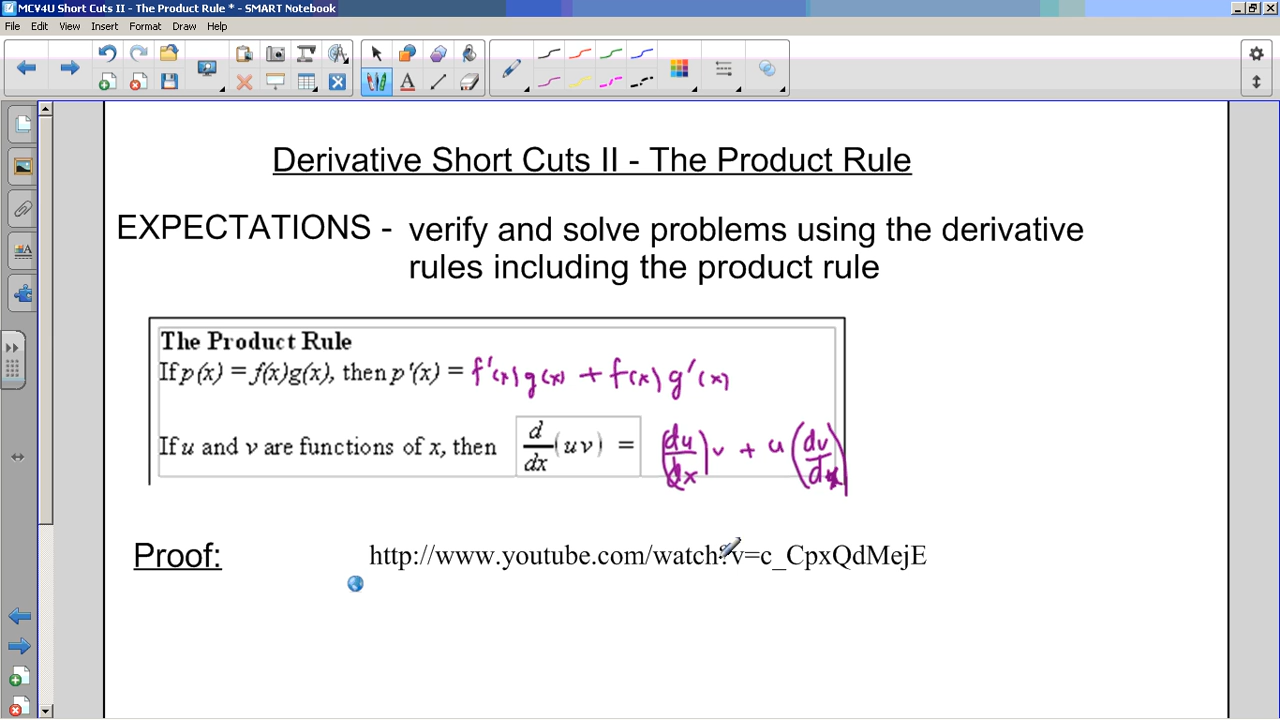 MCV4U Short Cuts II - The Product Rule * - SMART Notebook
File Edit View Insert Format Draw Help
Derivative Short Cuts II - The Product Rule
EXPECTATIONS - verify and solve problems using the derivative
rules including the product rule
The Product Rule
If p(x) = f(x)g(x), then p'(x) = f'(x) g(x) + f(x) g'(x)
If u and v are functions of x, then d/dx (uv) = (du/dx) v + u (dv/dx)
Proof: http://www.youtube.com/watch?v=c_CpxQdMejE